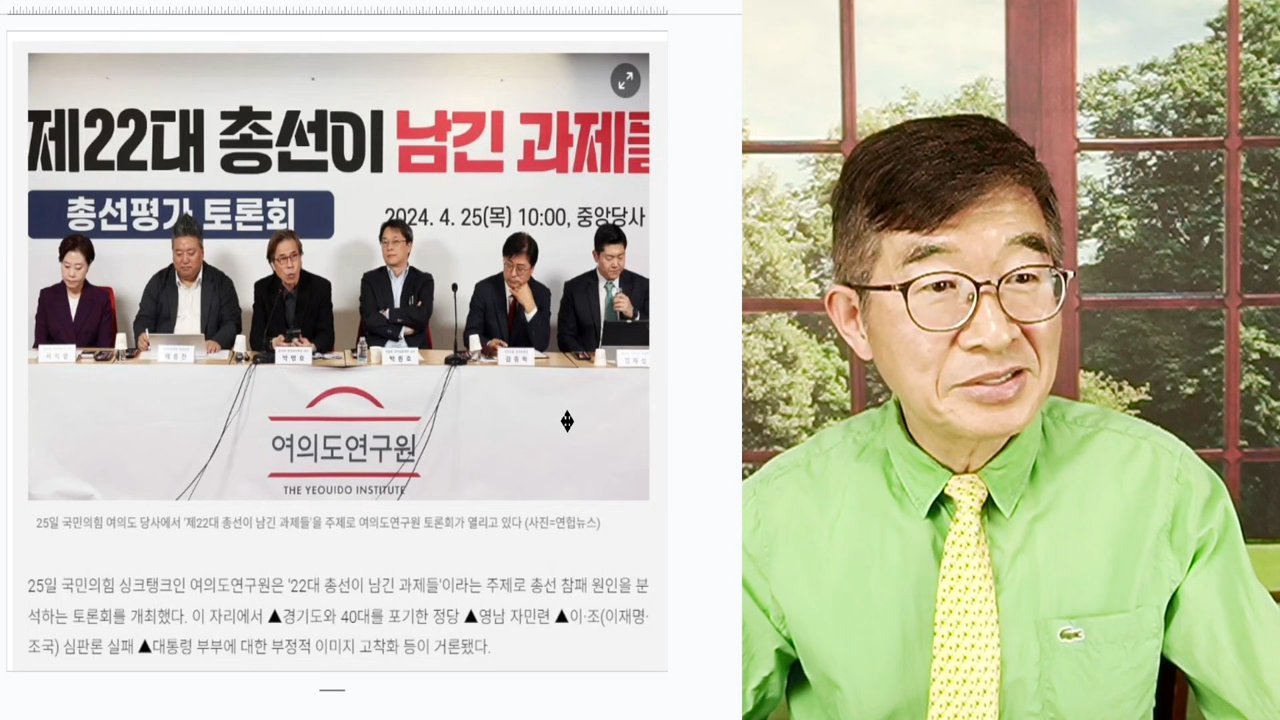 제22대 총선이 남긴 과제들
총선평가 토론회
2024. 4. 25(목) 10:00, 중앙당사
박명호
박원호
여의도연구원
THE YEOUIDO INSTITUTE
25일 국민의힘 여의도 당사에서 '제22대 총선이 남긴 과제들'을 주제로 여의도연구원 토론회가 열리고 있다 (사진=연합뉴스)
25일 국민의힘 싱크탱크인 여의도연구원은 '22대 총선이 남긴 과제들'이라는 주제로 총선 참패 원인을 분
석하는 토론회를 개최했다. 이 자리에서 ▲경기도와 40대를 포기한 정당 ▲영남 자민련 ▲이·조(이재명·
조국) 심판론 실패 ▲대통령 부부에 대한 부정적 이미지 고착화 등이 거론됐다.